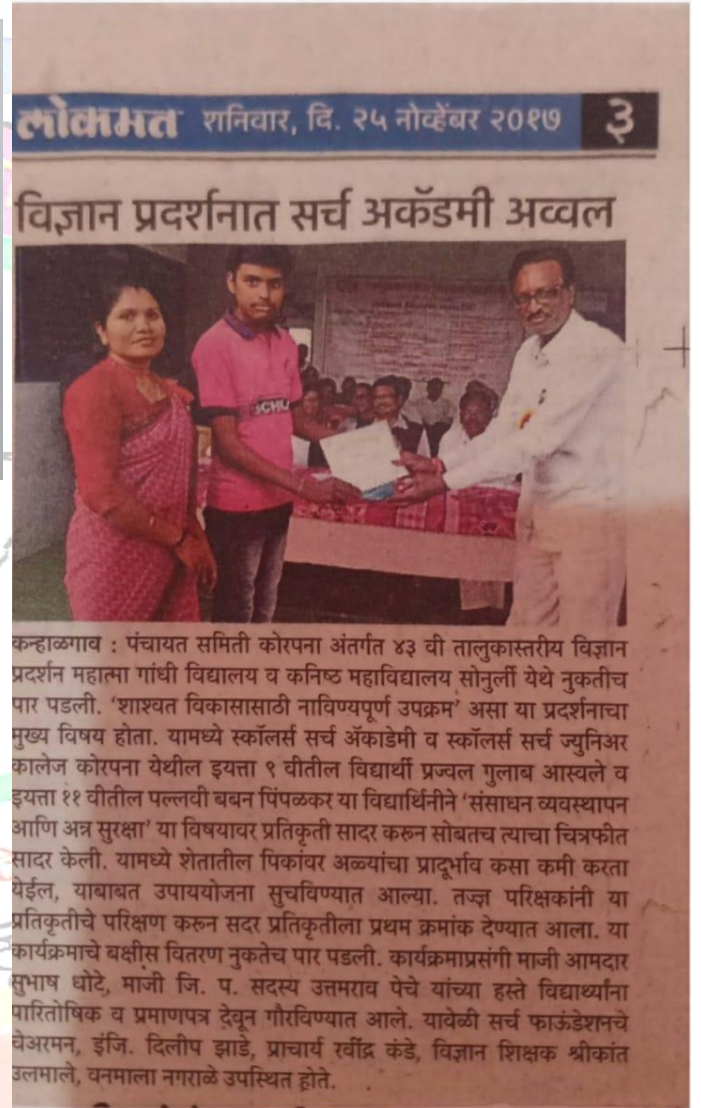 लोकमत शनिवार, दि. २५ नोव्हेंबर २०१७ ३
विज्ञान प्रदर्शनात सर्च अकॅडमी अव्वल
SCHL
कन्हाळगाव : पंचायत समिती कोरपना अंतर्गत ४३ वी तालुकास्तरीय विज्ञान
प्रदर्शन महात्मा गांधी विद्यालय व कनिष्ठ महाविद्यालय सोनुर्ली येथे नुकतीच
पार पडली. ‘शाश्वत विकासासाठी नाविण्यपूर्ण उपक्रम’ असा या प्रदर्शनाचा
मुख्य विषय होता. यामध्ये स्कॉलर्स सर्च ॲकाडेमी व स्कॉलर्स सर्च ज्युनिअर
कालेज कोरपना येथील इयत्ता ९ वीतील विद्यार्थी प्रज्वल गुलाब आस्वले व
इयत्ता ११ वीतील पल्लवी बबन पिंपळकर या विद्यार्थिनीने ‘संसाधन व्यवस्थापन
आणि अन्न सुरक्षा’ या विषयावर प्रतिकृती सादर करून सोबतच त्याचा चित्रफीत
सादर केली. यामध्ये शेतातील पिकांवर अळ्यांचा प्रादूर्भाव कसा कमी करता
येईल, याबाबत उपाययोजना सुचविण्यात आल्या. तज्ज्ञ परिक्षकांनी या
प्रतिकृतीचे परिक्षण करून सदर प्रतिकृतीला प्रथम क्रमांक देण्यात आला. या
कार्यक्रमाचे बक्षीस वितरण नुकतेच पार पडली. कार्यक्रमाप्रसंगी माजी आमदार
सुभाष धोटे, माजी जि. प. सदस्य उत्तमराव पेचे यांच्या हस्ते विद्यार्थ्यांना
पारितोषिक व प्रमाणपत्र देवून गौरविण्यात आले. यावेळी सर्च फाऊंडेशनचे
चेअरमन, इंजि. दिलीप झाडे, प्राचार्य रवींद्र कंडे, विज्ञान शिक्षक श्रीकांत
उलमाले, वनमाला नगराळे उपस्थित होते.